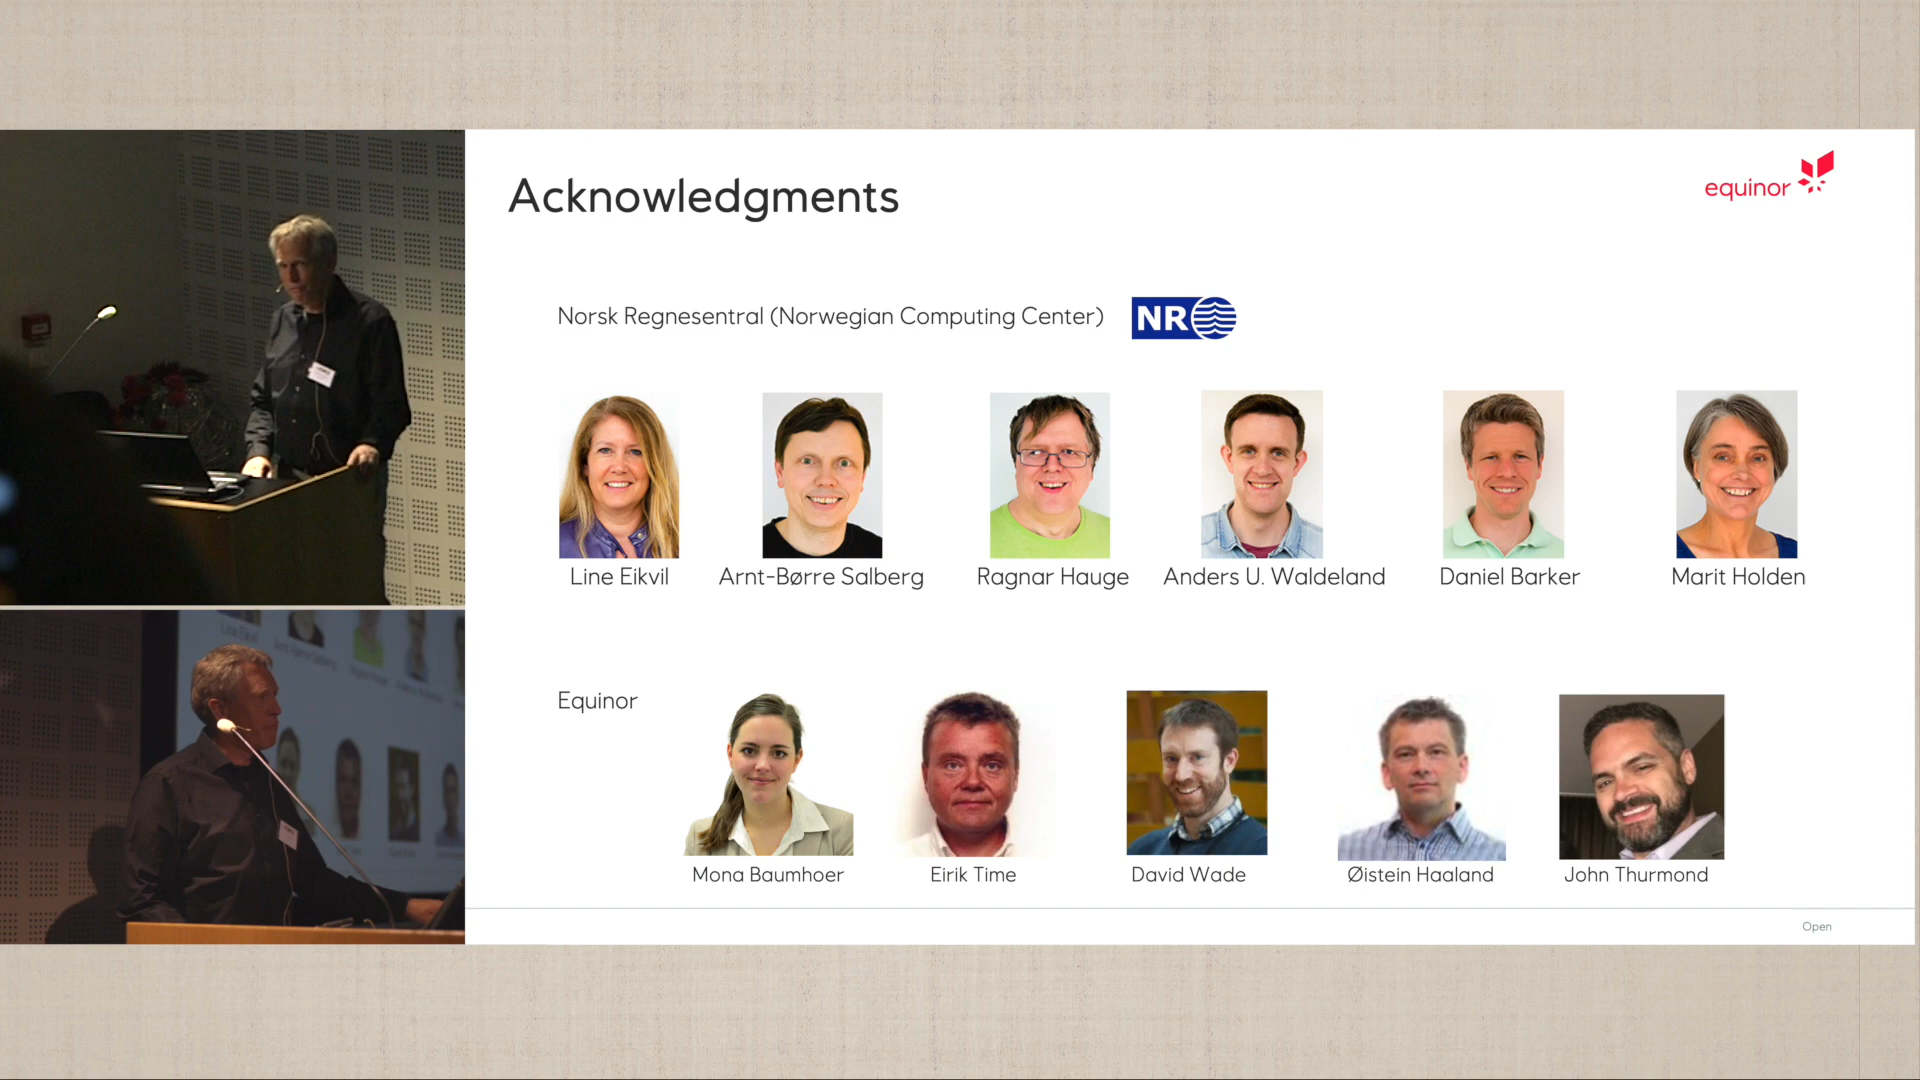 Acknowledgments
equinor
Norsk Regnesentral (Norwegian Computing Center)
NR
Line Eikvil
Arnt-Børre Salberg
Ragnar Hauge
Anders U. Waldeland
Daniel Barker
Marit Holden
Equinor
Mona Baumhoer
Eirik Time
David Wade
Øistein Haaland
John Thurmond
Open